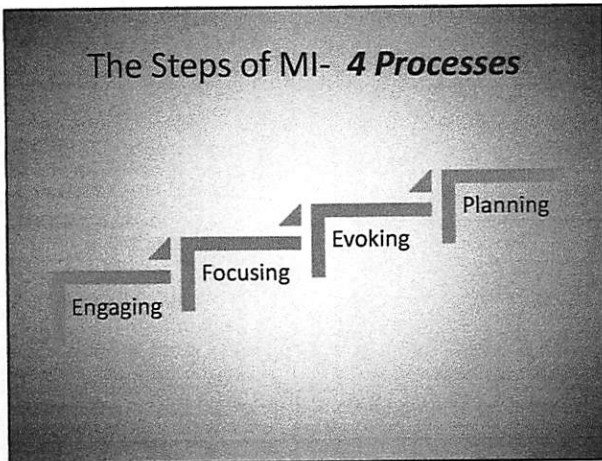 The Steps of MI- 4 Processes
Planning
Evoking
Focusing
Engaging